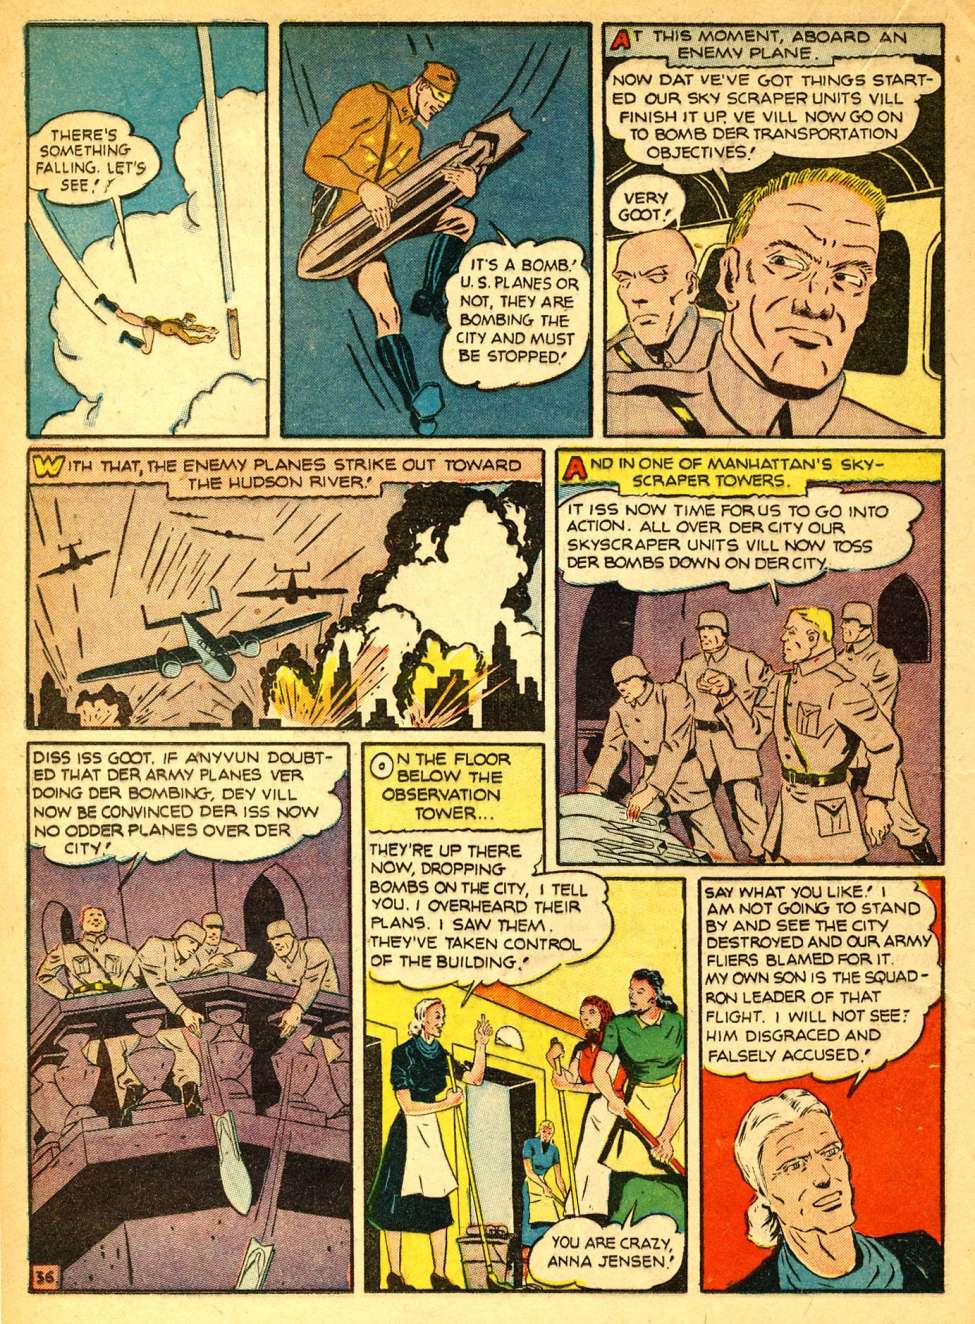 THERE'S
SOMETHING
FALLING. LET'S
SEE!
IT'S A BOMB!
U.S. PLANES OR
NOT, THEY ARE
BOMBING THE
CITY AND MUST
BE STOPPED!
AT THIS MOMENT, ABOARD AN
ENEMY PLANE.
NOW DAT VE'VE GOT THINGS START-
ED OUR SKY SCRAPER UNITS VILL
FINISH IT UP. VE VILL NOW GO ON
TO BOMB DER TRANSPORTATION
OBJECTIVES!
VERY
GOOT!
WITH THAT, THE ENEMY PLANES STRIKE OUT TOWARD
THE HUDSON RIVER!
AND IN ONE OF MANHATTAN'S SKY-
SCRAPER TOWERS.
IT ISS NOW TIME FOR US TO GO INTO
ACTION. ALL OVER DER CITY OUR
SKYSCRAPER UNITS VILL NOW TOSS
DER BOMBS DOWN ON DER CITY.
DISS ISS GOOT. IF ANYVUN DOUBT-
ED THAT DER ARMY PLANES VER
DOING DER BOMBING, DEY VILL
NOW BE CONVINCED DER ISS NOW
NO ODDER PLANES OVER DER
CITY!
36
ON THE FLOOR
BELOW THE
OBSERVATION
TOWER...
THEY'RE UP THERE
NOW, DROPPING
BOMBS ON THE CITY, I TELL
YOU. I OVERHEARD THEIR
PLANS. I SAW THEM.
THEY'VE TAKEN CONTROL
OF THE BUILDING!
YOU ARE CRAZY,
ANNA JENSEN!
SAY WHAT YOU LIKE! I
AM NOT GOING TO STAND
BY AND SEE THE CITY
DESTROYED AND OUR ARMY
FLIERS BLAMED FOR IT.
MY OWN SON IS THE SQUAD-
RON LEADER OF THAT
FLIGHT. I WILL NOT SEE
HIM DISGRACED AND
FALSELY ACCUSED!